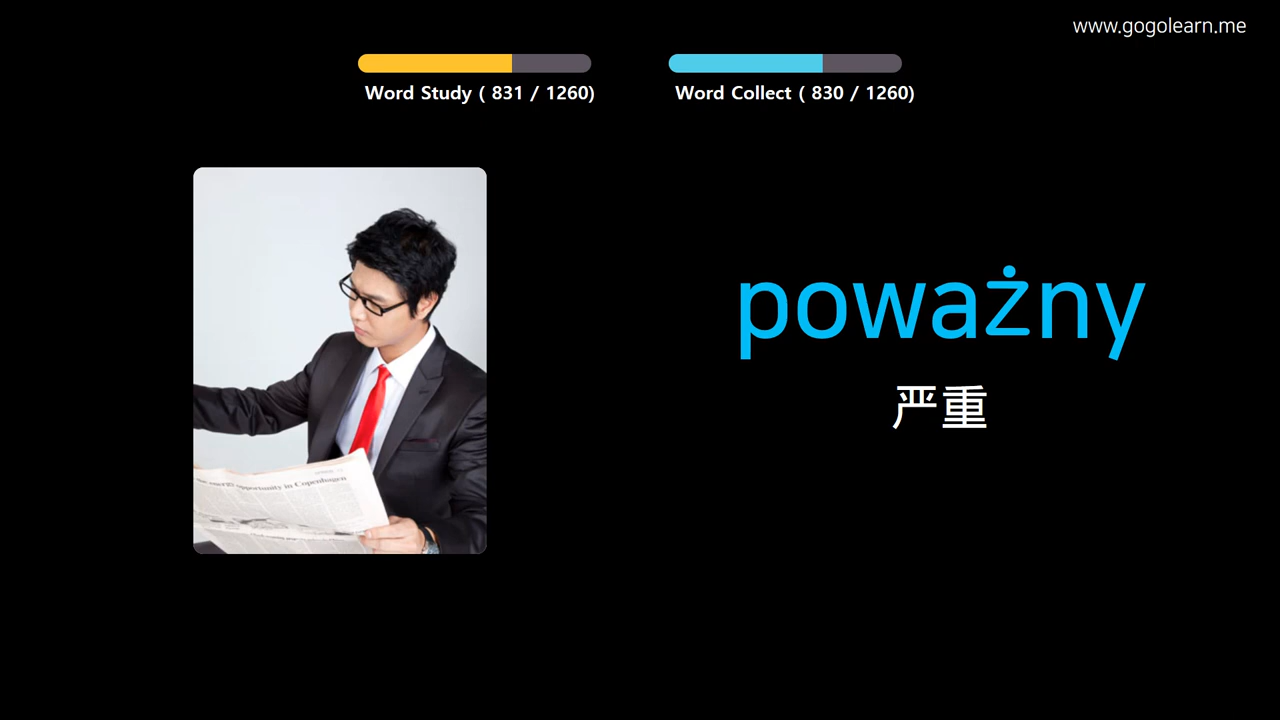 www.gogolearn.me
Word Study ( 831 / 1260)
Word Collect ( 830 / 1260)
poważny
严重
opportunity in Copenhagen